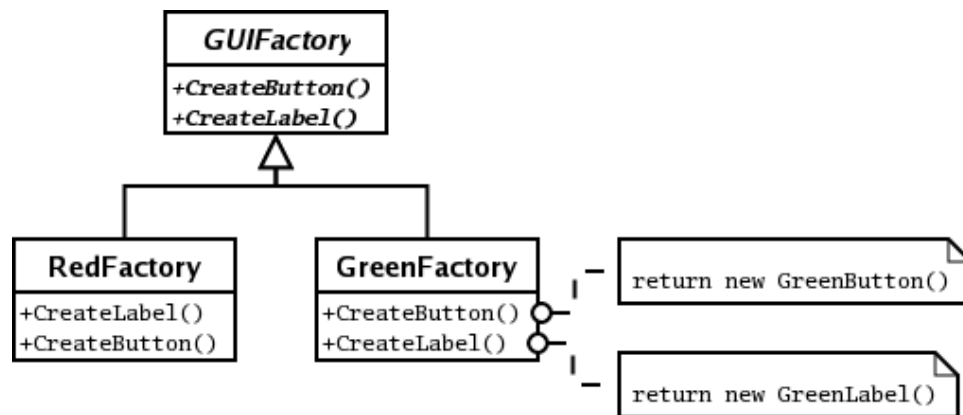 GUIFactory
+CreateButton()
+CreateLabel()
RedFactory
+CreateLabel()
+CreateButton()
GreenFactory
+CreateButton()
+CreateLabel()
return new GreenButton()
return new GreenLabel()